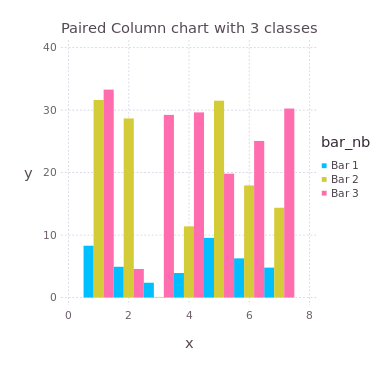 Paired Column chart with 3 classes
40
30
20
10
0
y
0 2 4 6 8
x
bar_nb
Bar 1
Bar 2
Bar 3